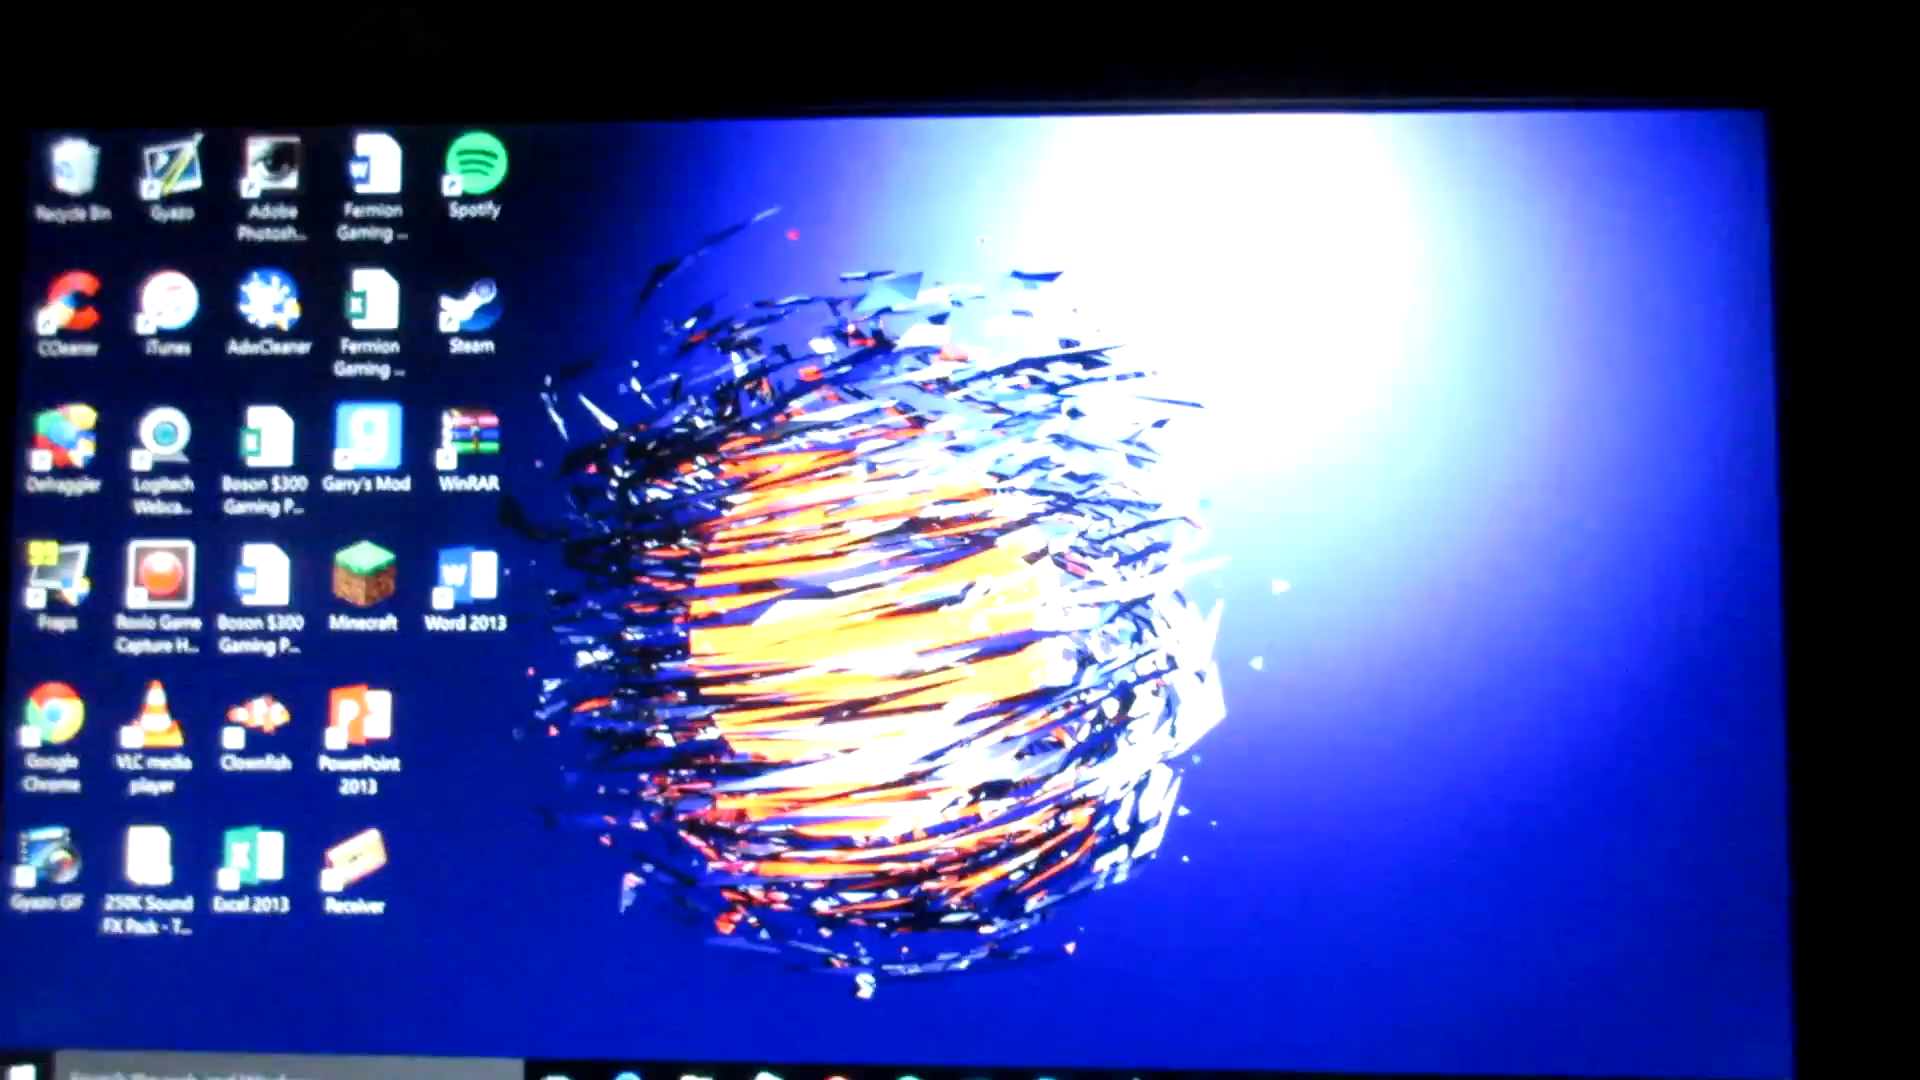 Recycle Bin
Gyazo
Adobe
Photosh...
Fermion
Gaming ...
Spotify
CCleaner
iTunes
AdwCleaner
Fermion
Gaming ...
Steam
Defraggler
Logitech
Webca...
Boson $300
Gaming P...
Garry's Mod
WinRAR
99
Fraps
Roxio Game
Capture H...
Boson $300
Gaming P...
Minecraft
Word 2013
Google
Chrome
VLC media
player
Clownfish
PowerPoint
2013
Gyazo GIF
250K Sound
FX Pack - T...
Excel 2013
Receiver